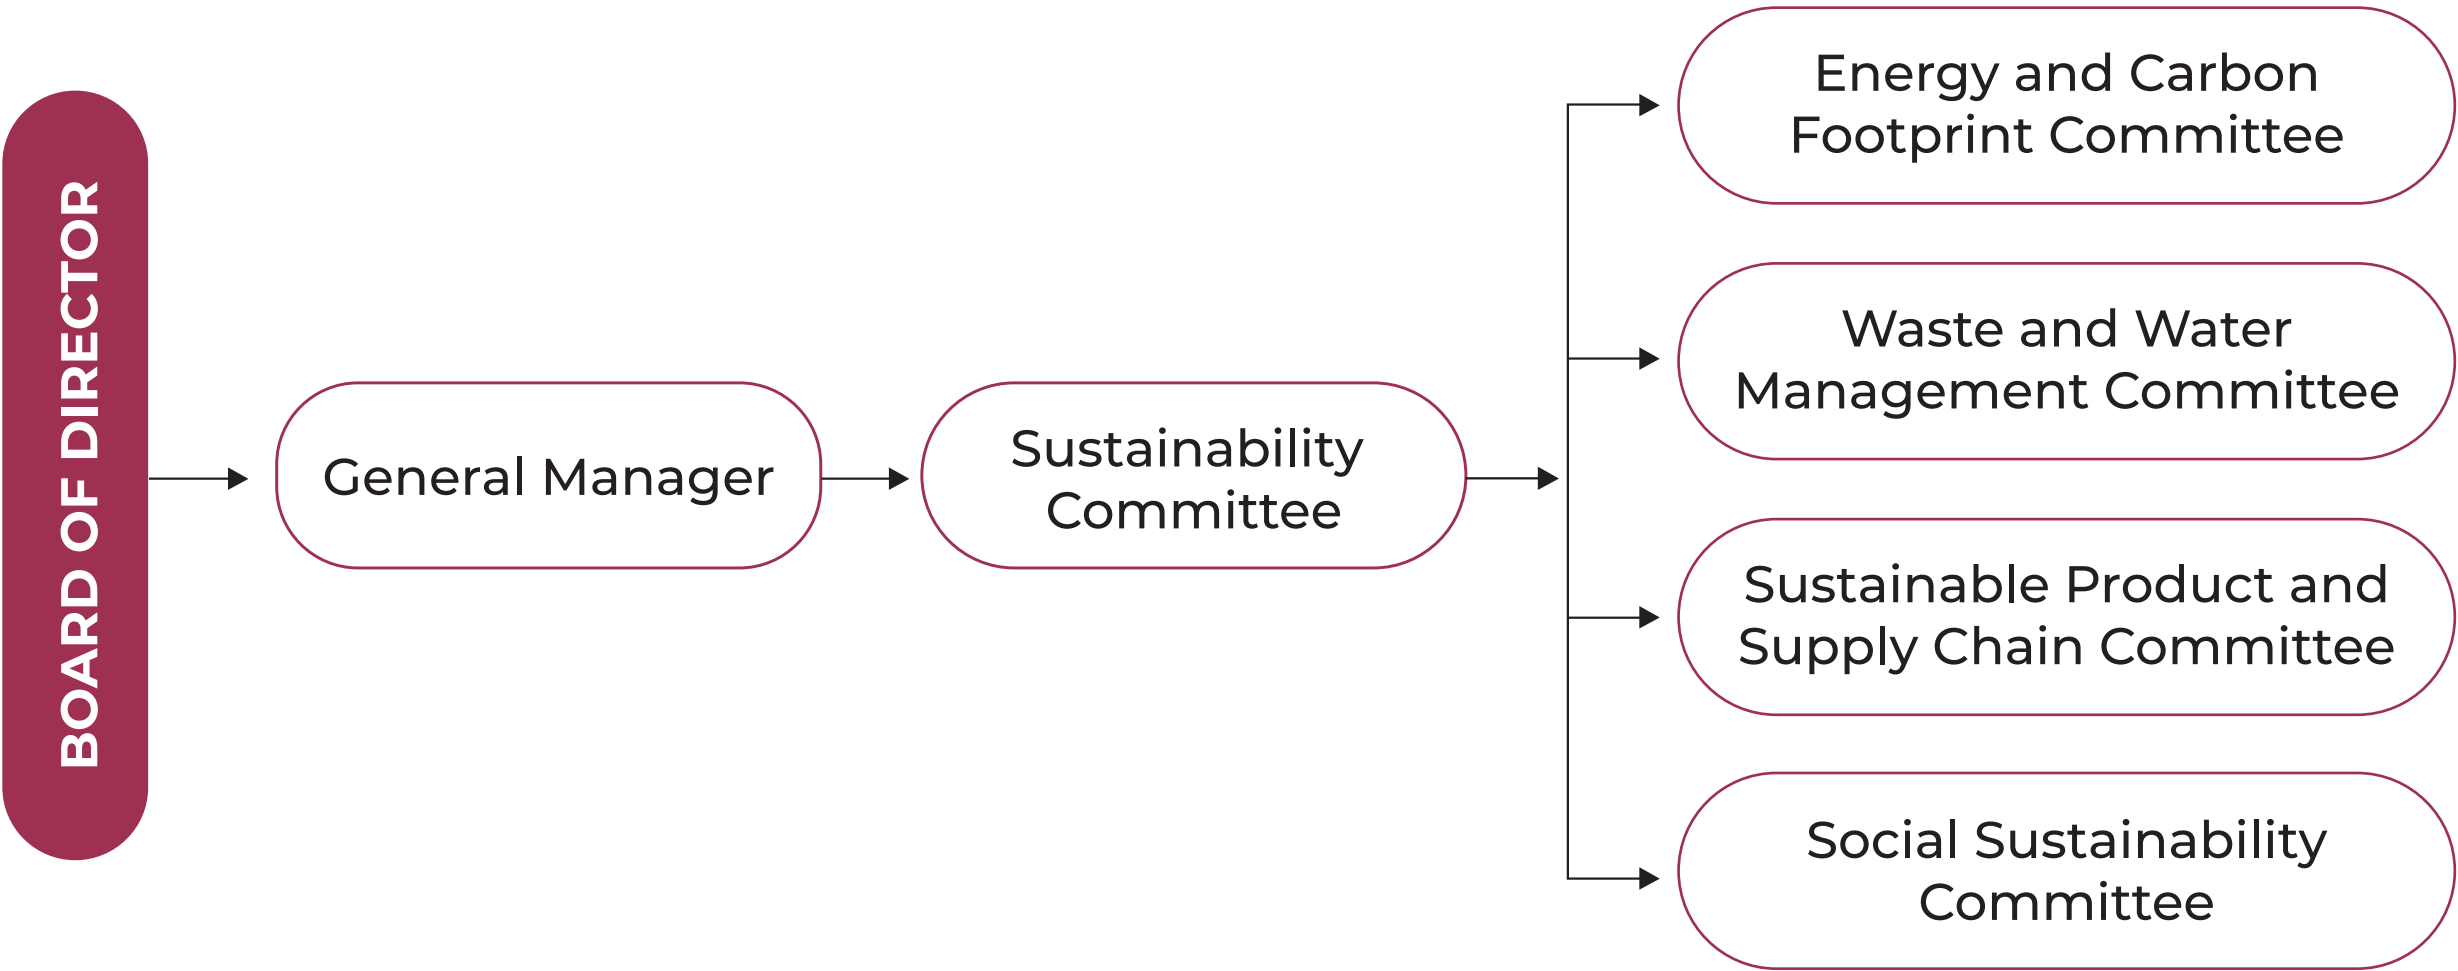 BOARD OF DIRECTOR
General Manager
Sustainability
Committee
Energy and Carbon
Footprint Committee
Waste and Water
Management Committee
Sustainable Product and
Supply Chain Committee
Social Sustainability
Committee